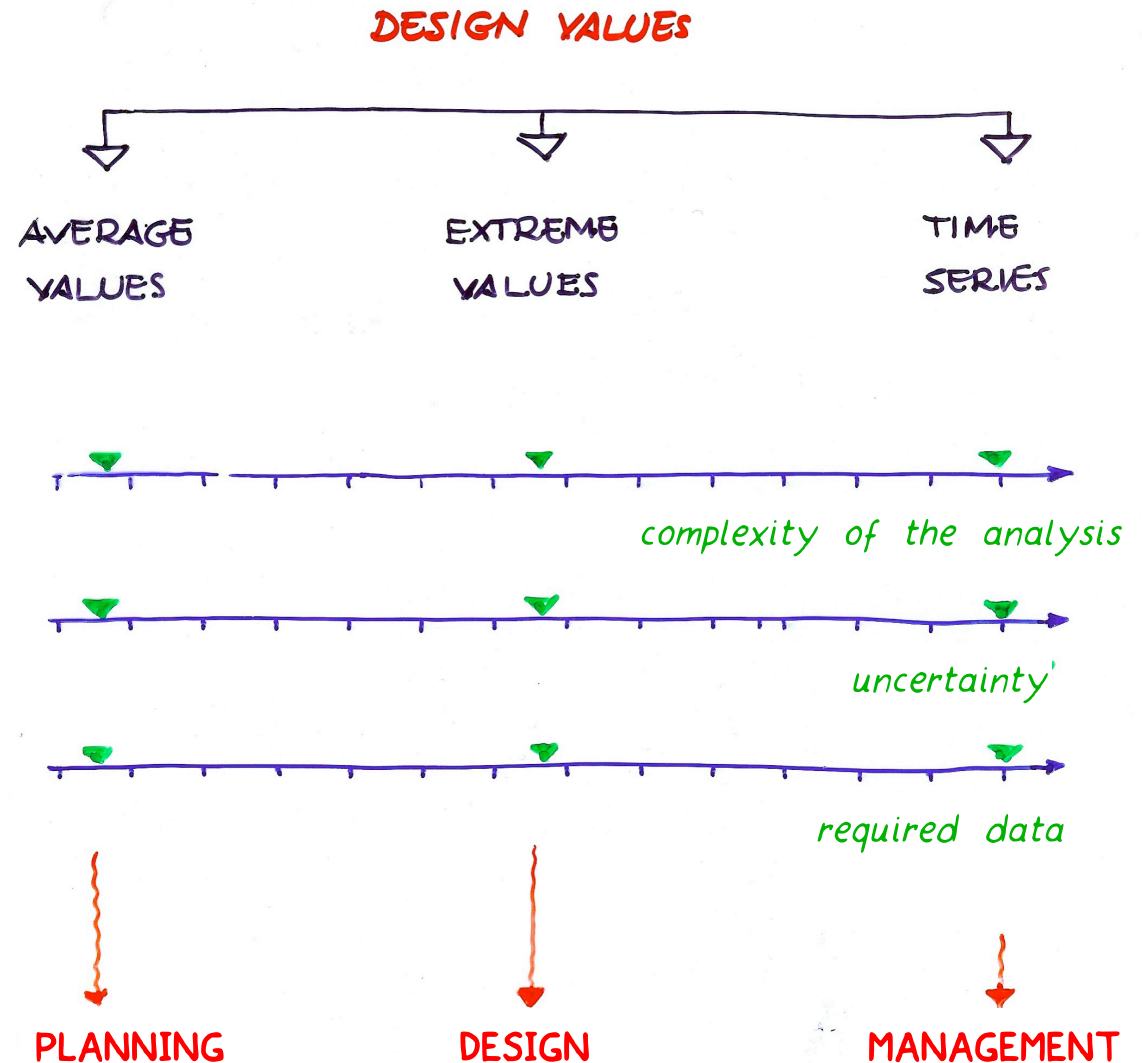 DESIGN VALUES
AVERAGE
VALUES
EXTREME
VALUES
TIME
SERIES
complexity of the analysis
uncertainty'
required data
PLANNING
DESIGN
MANAGEMENT